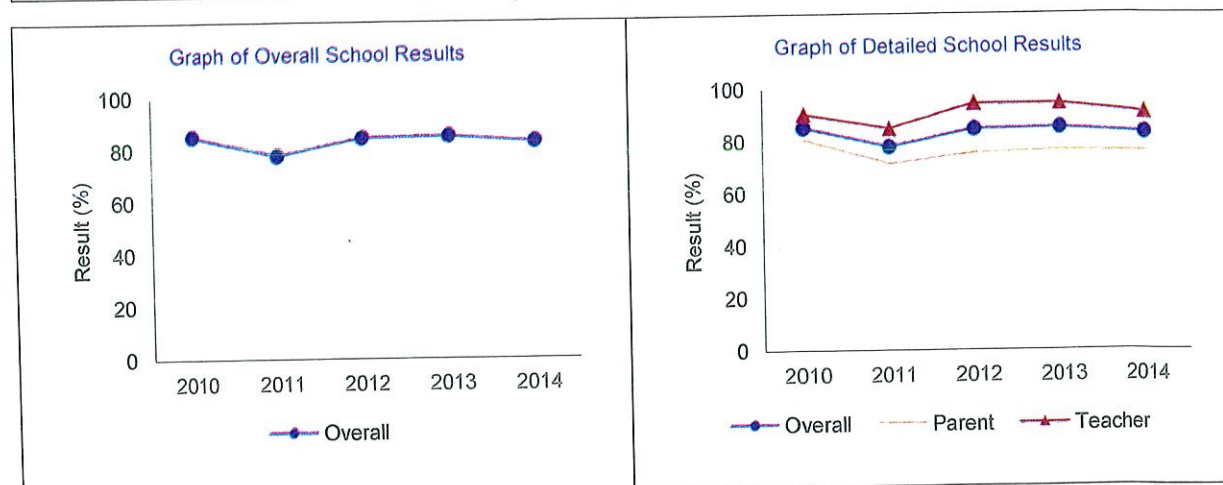 Graph of Overall School Results
Result (%)
100
80
60
40
20
0
2010 2011 2012 2013 2014
Overall
Graph of Detailed School Results
Result (%)
100
80
60
40
20
0
2010 2011 2012 2013 2014
Overall Parent Teacher